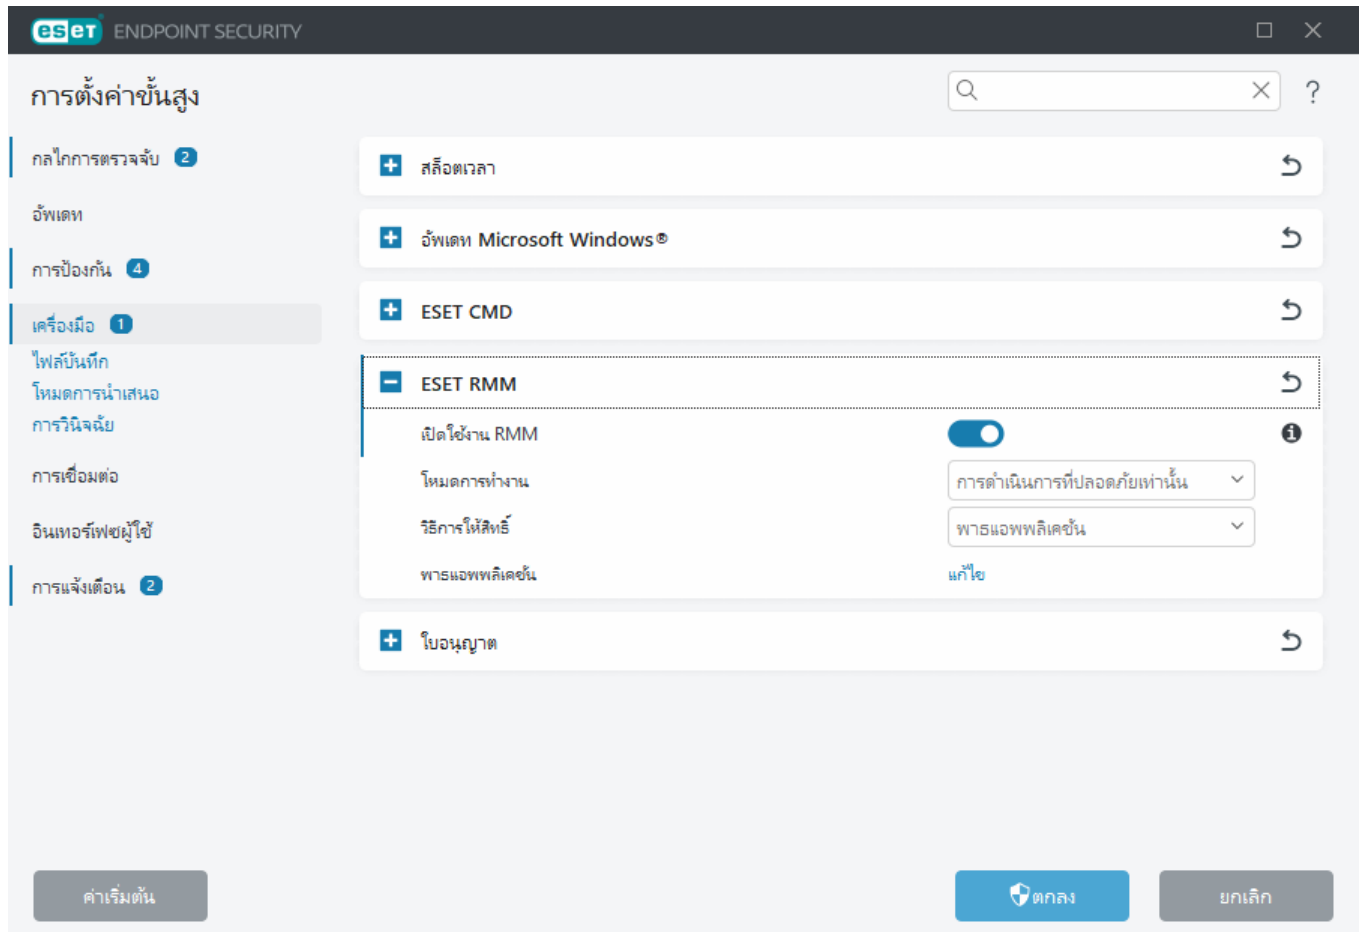 eset ENDPOINT SECURITY
การตั้งค่าขั้นสูง
?
กลไกการตรวจจับ 2
อัพเดท
การป้องกัน 4
เครื่องมือ 1
ไฟล์บันทึก
โหมดการนำเสนอ
การวินิจฉัย
การเชื่อมต่อ
อินเทอร์เฟซผู้ใช้
การแจ้งเตือน 2
สล็อตเวลา
อัพเดท Microsoft Windows®
ESET CMD
ESET RMM
เปิดใช้งาน RMM
โหมดการทำงาน การดำเนินการที่ปลอดภัยเท่านั้น
วิธีการให้สิทธิ์ พาธแอพพลิเคชั่น
พาธแอพพลิเคชั่น แก้ไข
ใบอนุญาต
ค่าเริ่มต้น ตกลง ยกเลิก